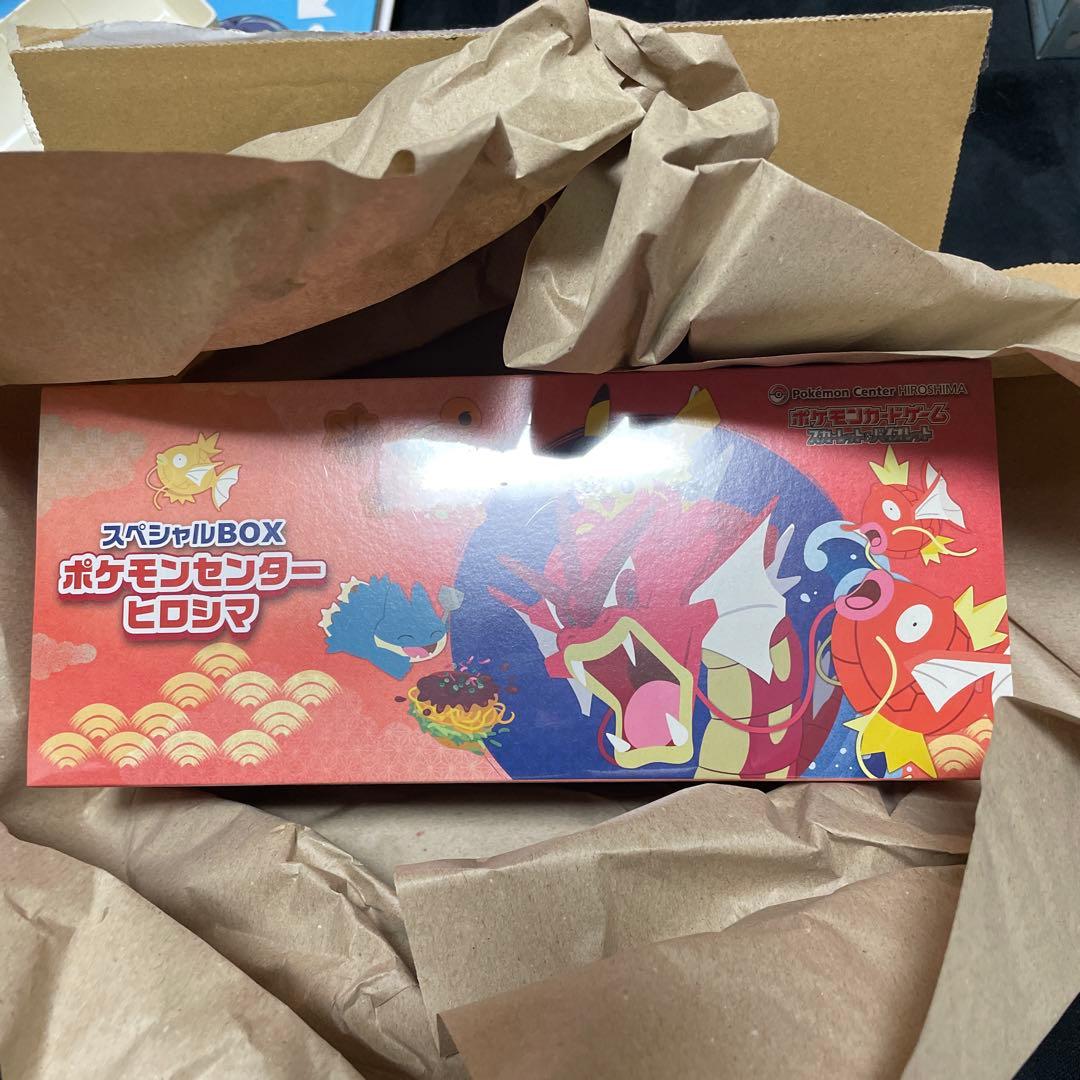 Pokémon Center HIROSHIMA
ポケモンカードゲーム
スカーレット&バイオレット
スペシャルBOX
ポケモンセンター
ヒロシマ